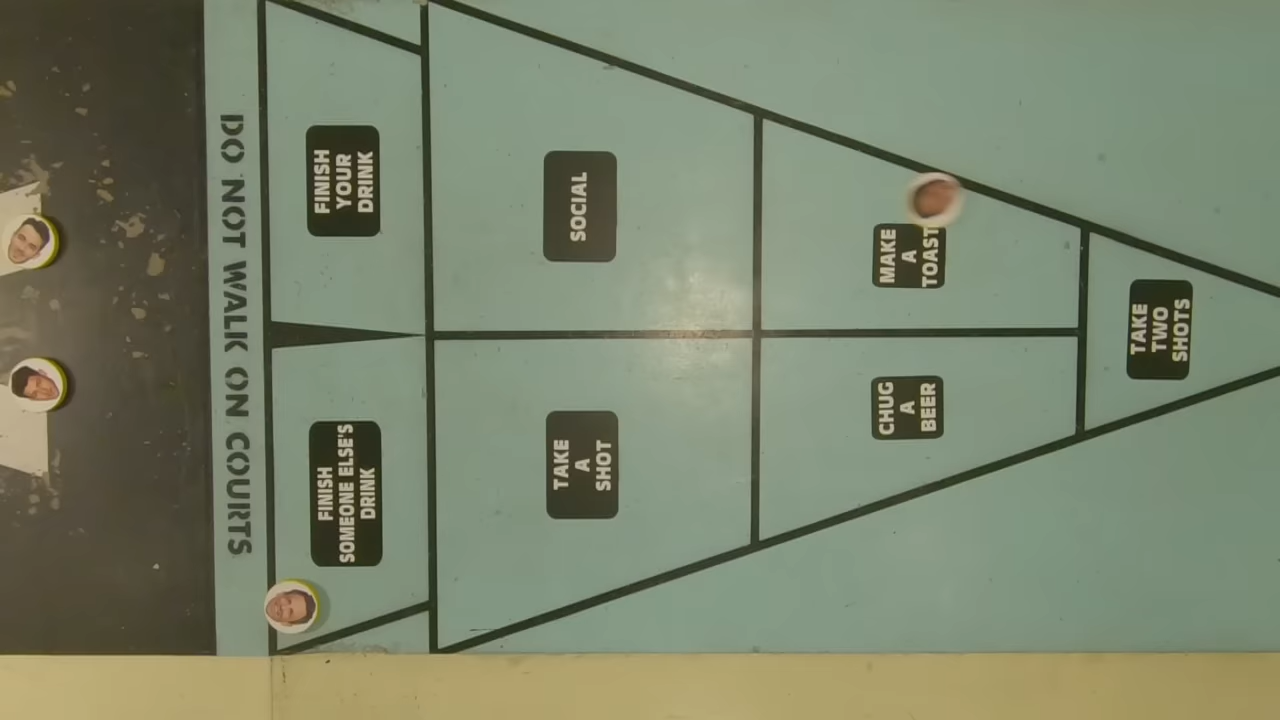 DO NOT WALK ON COURTS
FINISH
YOUR
DRINK
FINISH
SOMEONE ELSE'S
DRINK
SOCIAL
TAKE
A
SHOT
MAKE
A
TOAST
CHUG
A
BEER
TAKE
TWO
SHOTS